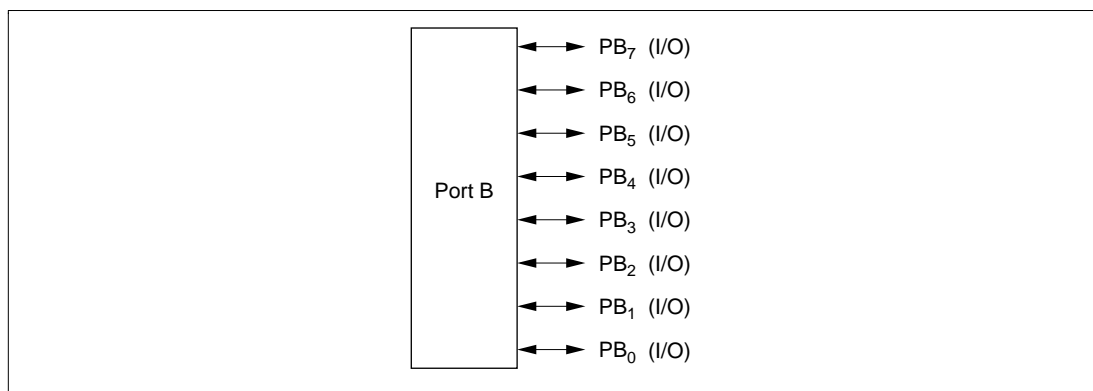 PB₇ (I/O)
PB₆ (I/O)
PB₅ (I/O)
PB₄ (I/O)
Port B
PB₃ (I/O)
PB₂ (I/O)
PB₁ (I/O)
PB₀ (I/O)